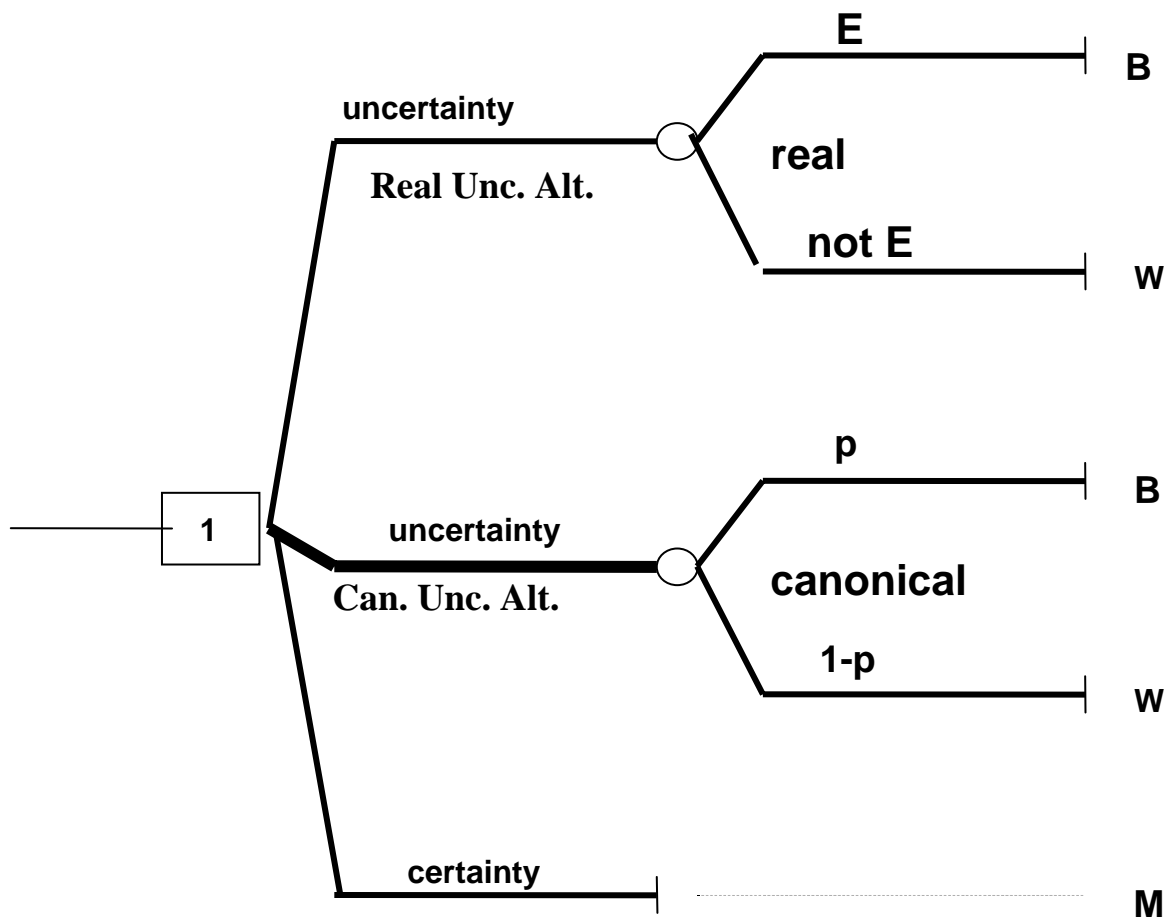 E
B
uncertainty
real
Real Unc. Alt.
not E
W
p
B
1
uncertainty
canonical
Can. Unc. Alt.
1-p
W
certainty
M